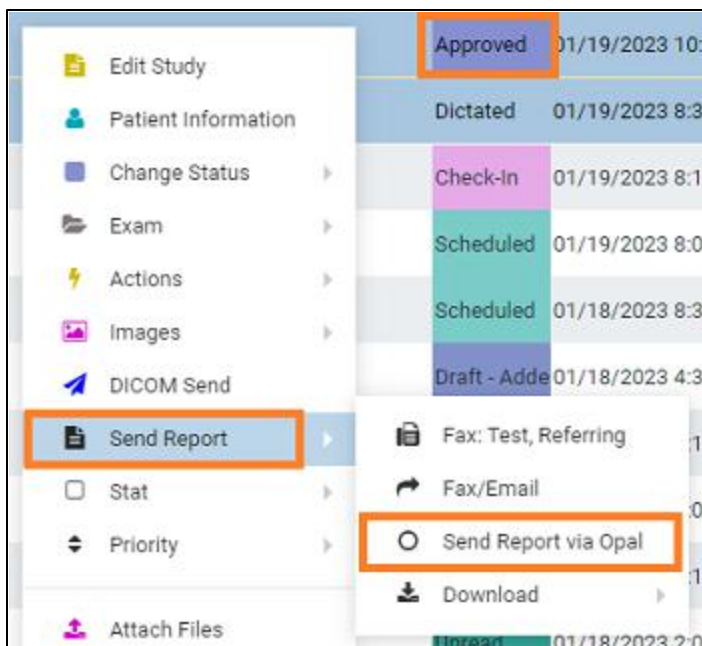 Approved 01/19/2023 10:
Edit Study
Patient Information Dictated 01/19/2023 8:3
Change Status Check-In 01/19/2023 8:1
Exam Scheduled 01/19/2023 8:0
Actions
Images Scheduled 01/18/2023 8:3
DICOM Send Draft - Adde 01/18/2023 4:3
Send Report Fax: Test, Referring :1
Stat Fax/Email :0
Priority Send Report via Opal
Download :1
Attach Files Unread 01/18/2023 2:0